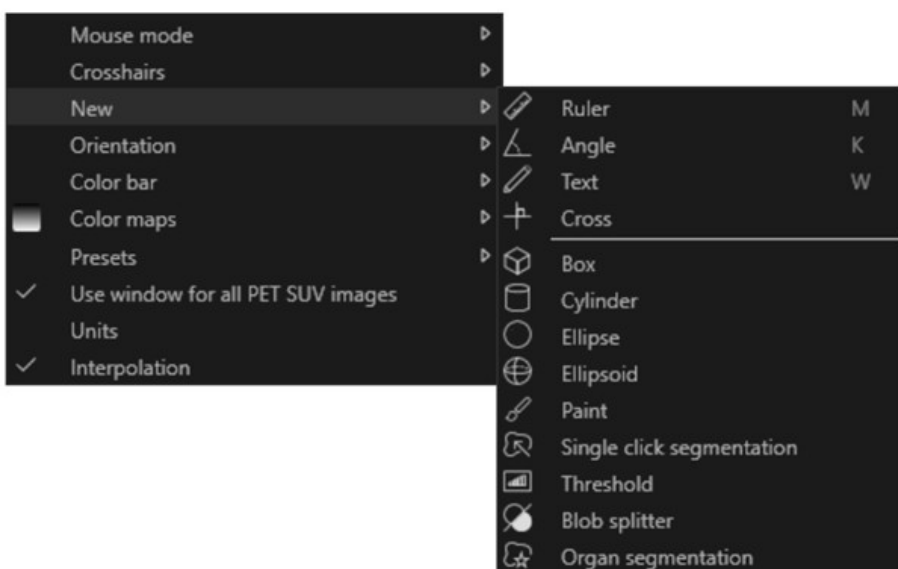 Mouse mode
Crosshairs
New
Orientation
Color bar
Color maps
Presets
Use window for all PET SUV images
Units
Interpolation
Ruler M
Angle K
Text W
Cross
Box
Cylinder
Ellipse
Ellipsoid
Paint
Single click segmentation
Threshold
Blob splitter
Organ segmentation